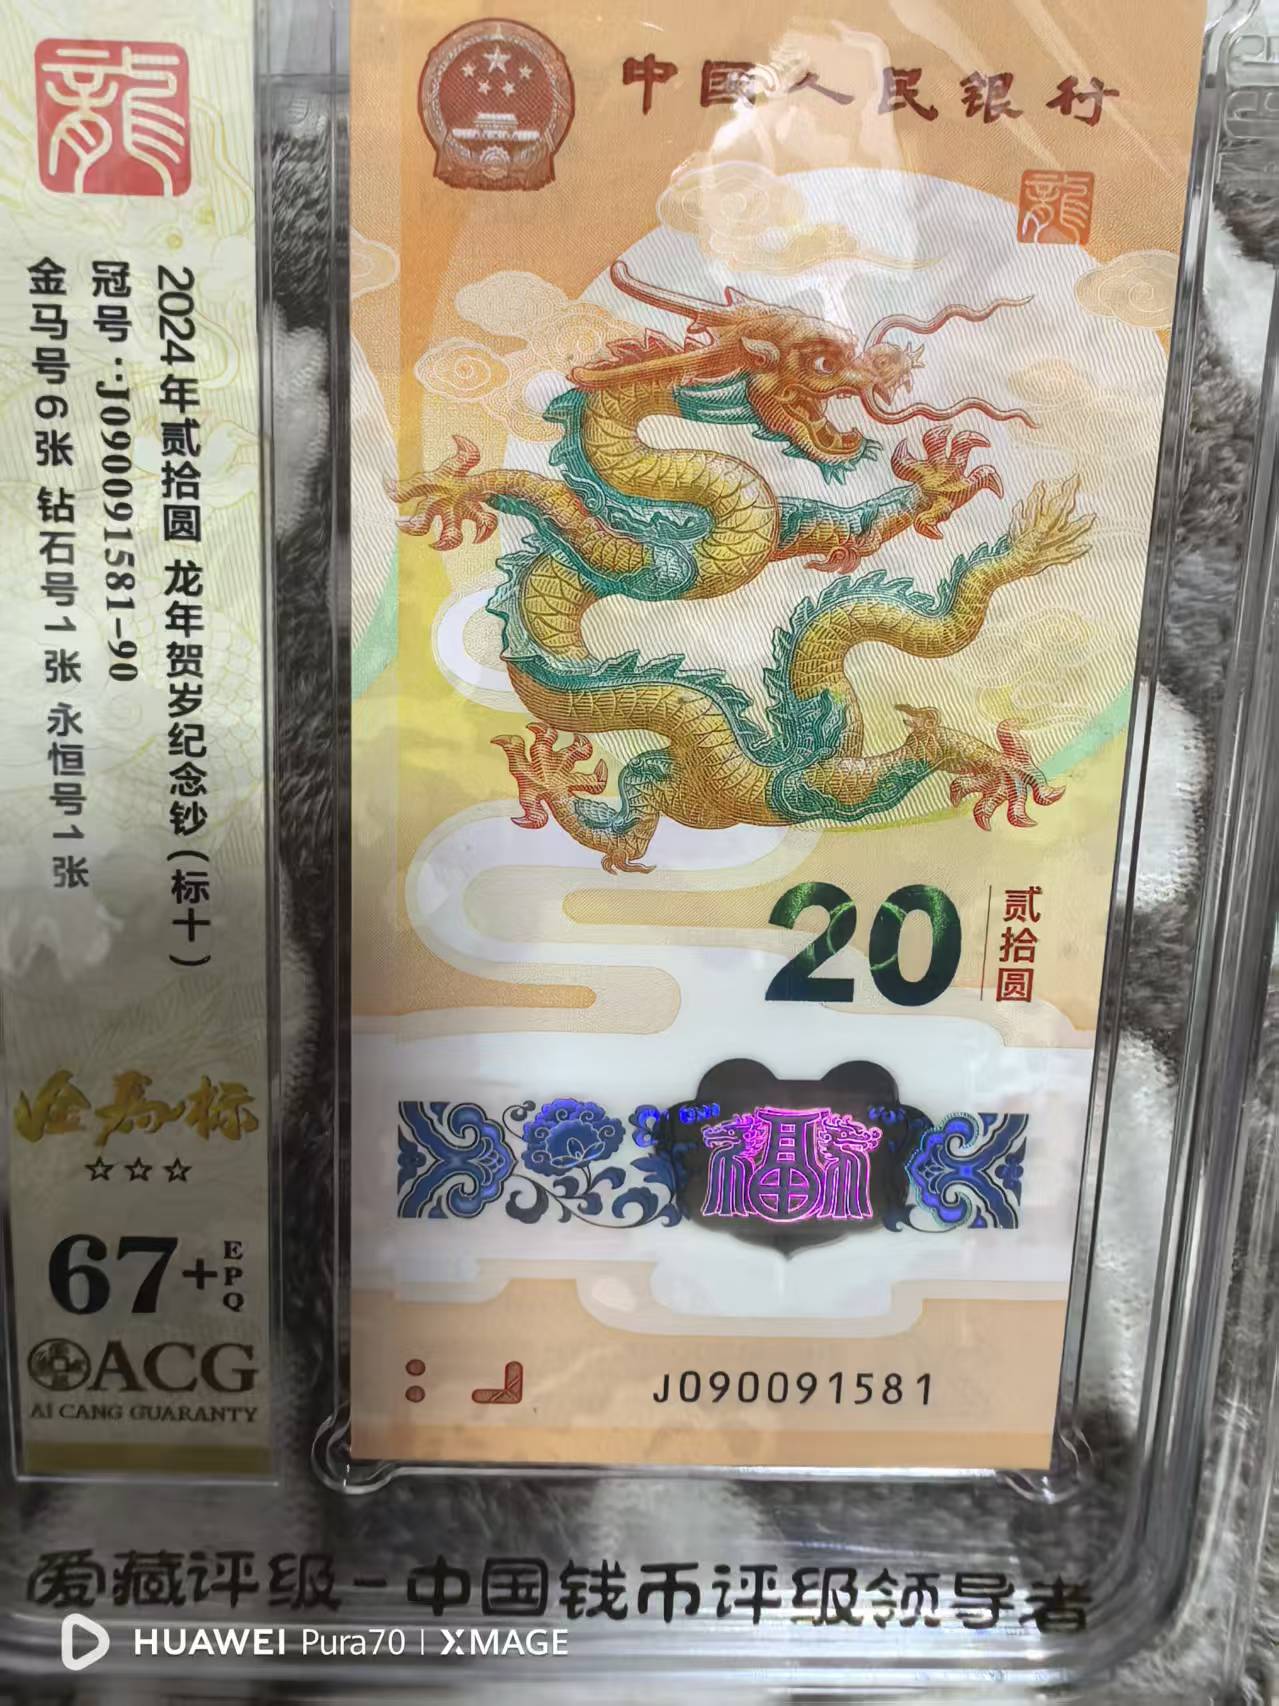 龍
2024年贰拾圆 龙年贺岁纪念钞(标十)
冠号:J090091581-90
金马号6张 钻石号1张 永恒号1张
☆☆☆
67+
EPQ
ACG
AI CANG GUARANTY
中国人民银行
龍
20
贰拾圆
福
J090091581
爱藏评级-中国钱币评级领导者
HUAWEI Pura70 | XMAGE